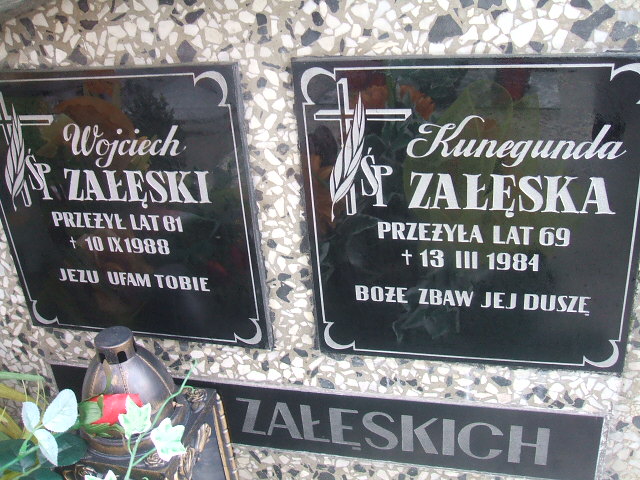 Wojciech
ŚP ZAŁĘSKI
PRZEŻYŁ LAT 81
+ 10 IX 1988
JEZU UFAM TOBIE
Kunegunda
ŚP ZAŁĘSKA
PRZEŻYŁA LAT 69
+ 13 III 1984
BOŻE ZBAW JEJ DUSZĘ
ZAŁĘSKICH